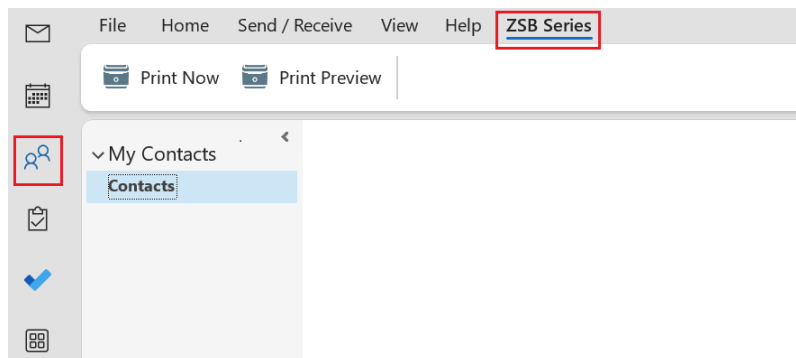 File Home Send / Receive View Help ZSB Series
Print Now Print Preview
My Contacts
Contacts